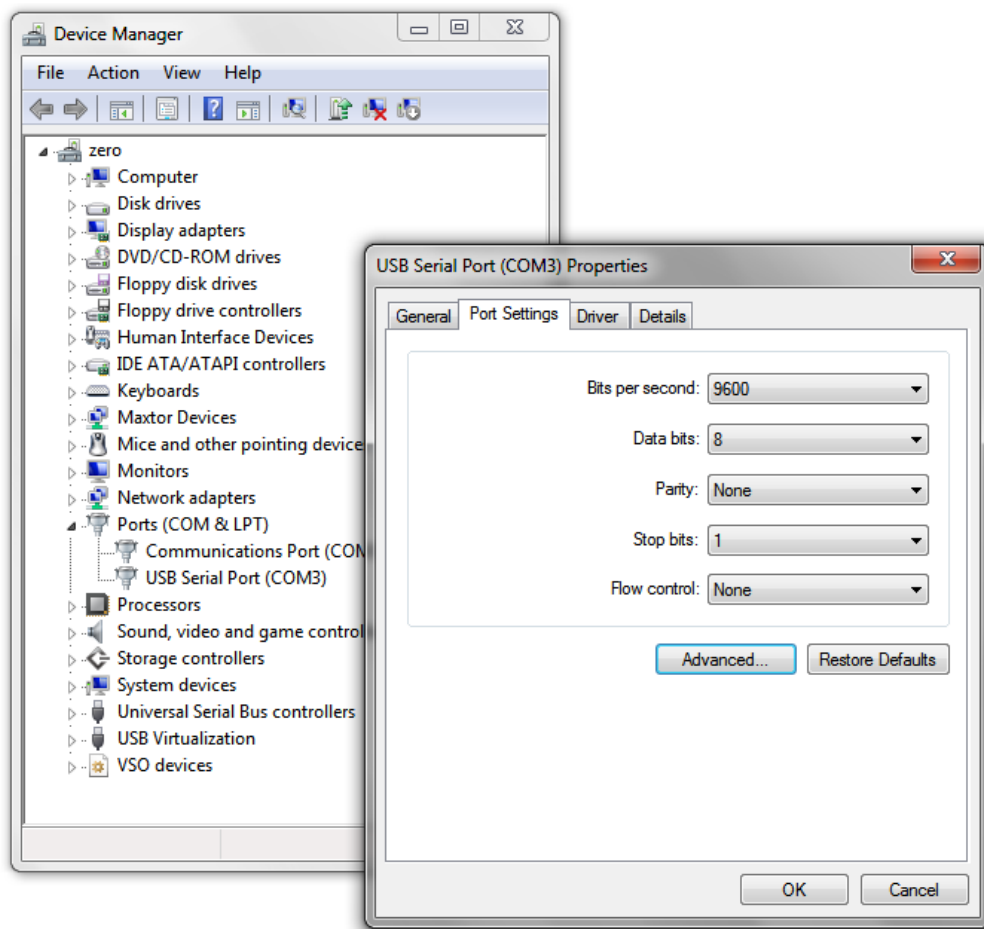 Device Manager
File Action View Help
zero
Computer
Disk drives
Display adapters
DVD/CD-ROM drives
Floppy disk drives
Floppy drive controllers
Human Interface Devices
IDE ATA/ATAPI controllers
Keyboards
Maxtor Devices
Mice and other pointing device
Monitors
Network adapters
Ports (COM & LPT)
Communications Port (COM
USB Serial Port (COM3)
Processors
Sound, video and game control
Storage controllers
System devices
Universal Serial Bus controllers
USB Virtualization
VSO devices
USB Serial Port (COM3) Properties
General Port Settings Driver Details
Bits per second: 9600
Data bits: 8
Parity: None
Stop bits: 1
Flow control: None
Advanced... Restore Defaults
OK Cancel